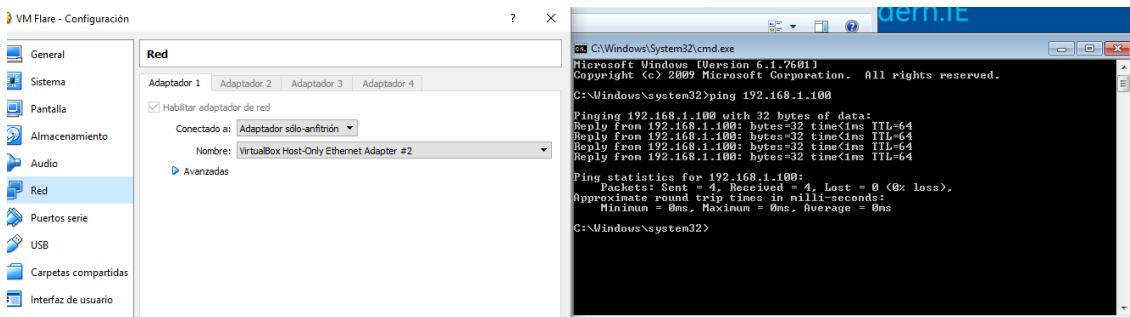 VM Flare - Configuración
? ×
General
Sistema
Pantalla
Almacenamiento
Audio
Red
Puertos serie
USB
Carpetas compartidas
Interfaz de usuario
Red
Adaptador 1 Adaptador 2 Adaptador 3 Adaptador 4
Habilitar adaptador de red
Conectado a: Adaptador sólo-anfitrión
Nombre: VirtualBox Host-Only Ethernet Adapter #2
Avanzadas
dern.IE
C:\Windows\System32\cmd.exe
Microsoft Windows [Version 6.1.7601]
Copyright (c) 2009 Microsoft Corporation. All rights reserved.
C:\Windows\system32>ping 192.168.1.100
Pinging 192.168.1.100 with 32 bytes of data:
Reply from 192.168.1.100: bytes=32 time<1ms TTL=64
Reply from 192.168.1.100: bytes=32 time<1ms TTL=64
Reply from 192.168.1.100: bytes=32 time<1ms TTL=64
Reply from 192.168.1.100: bytes=32 time<1ms TTL=64
Ping statistics for 192.168.1.100:
Packets: Sent = 4, Received = 4, Lost = 0 (0% loss),
Approximate round trip times in milli-seconds:
Minimum = 0ms, Maximum = 0ms, Average = 0ms
C:\Windows\system32>